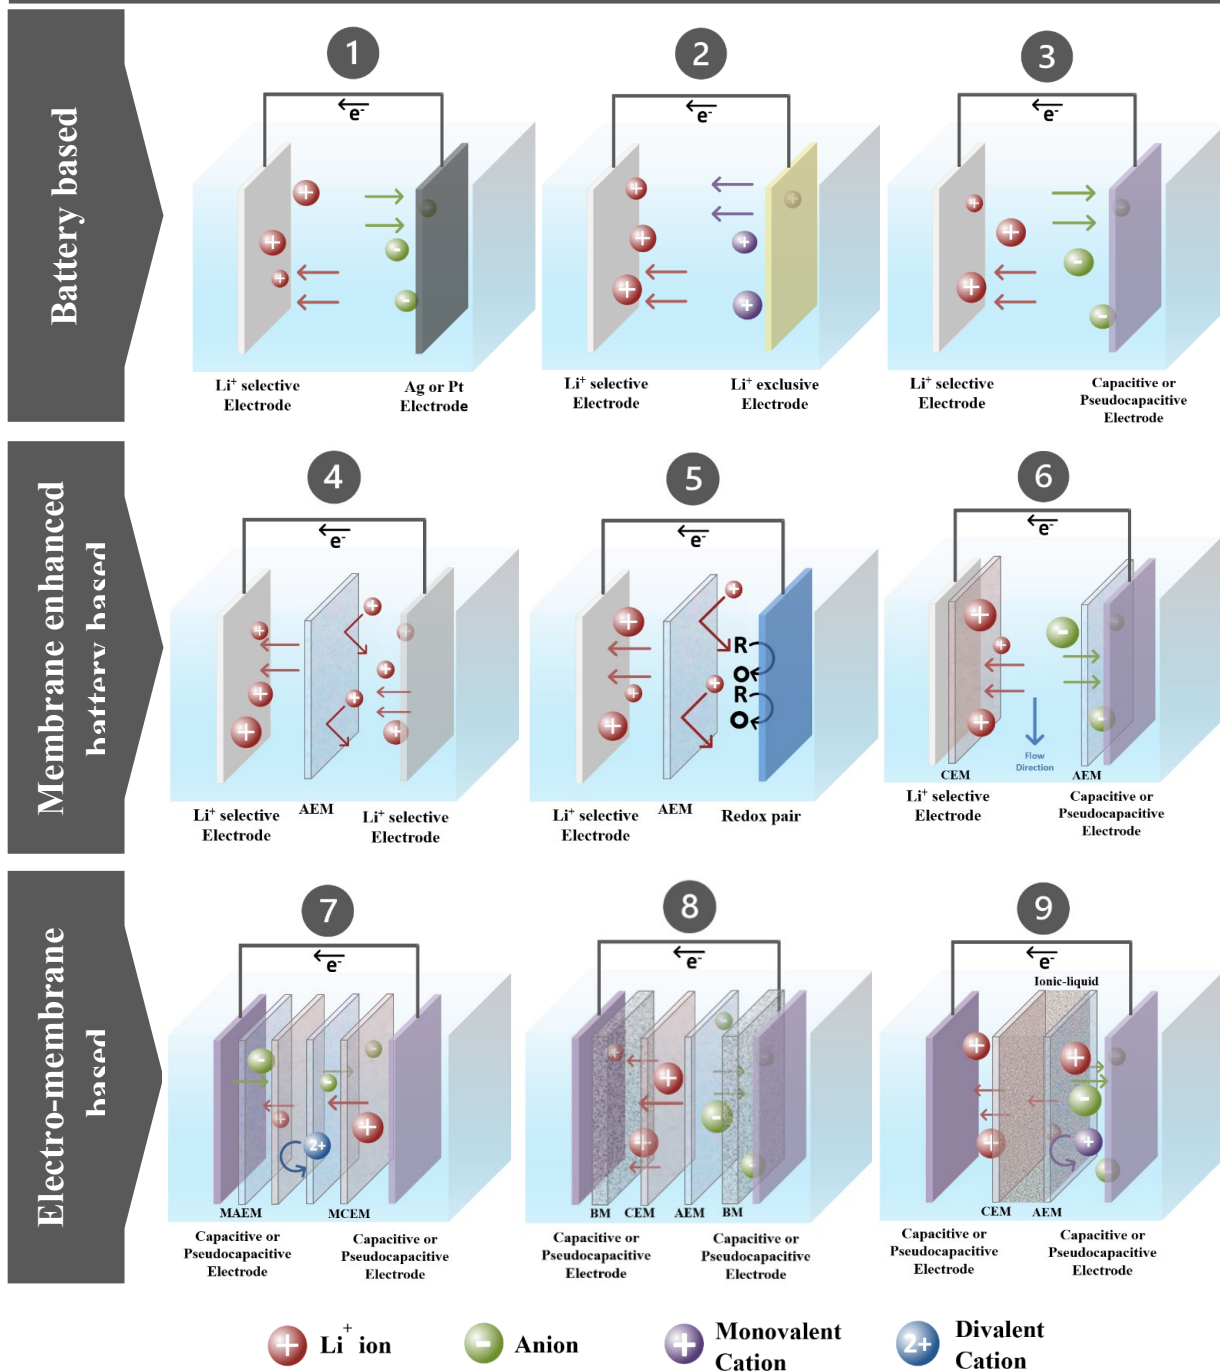 Battery based
1
2
3
e-
e-
e-
Li+ selective
Electrode
Ag or Pt
Electrode
Li+ selective
Electrode
Li+ exclusive
Electrode
Li+ selective
Electrode
Capacitive or
Pseudocapacitive
Electrode
Membrane enhanced
battery based
4
5
6
e-
e-
e-
R
O
R
O
Flow
Direction
AEM
Li+ selective
Electrode
Li+ selective
Electrode
AEM
Li+ selective
Electrode
Redox pair
CEM
AEM
Li+ selective
Electrode
Capacitive or
Pseudocapacitive
Electrode
Electro-membrane
based
7
8
9
e-
e-
e-
Ionic-liquid
2+
MAEM
MCEM
Capacitive or
Pseudocapacitive
Electrode
Capacitive or
Pseudocapacitive
Electrode
BM
CEM
AEM
BM
Capacitive or
Pseudocapacitive
Electrode
Capacitive or
Pseudocapacitive
Electrode
CEM
AEM
Capacitive or
Pseudocapacitive
Electrode
Capacitive or
Pseudocapacitive
Electrode
+ Li+ ion
- Anion
+ Monovalent
Cation
2+ Divalent
Cation